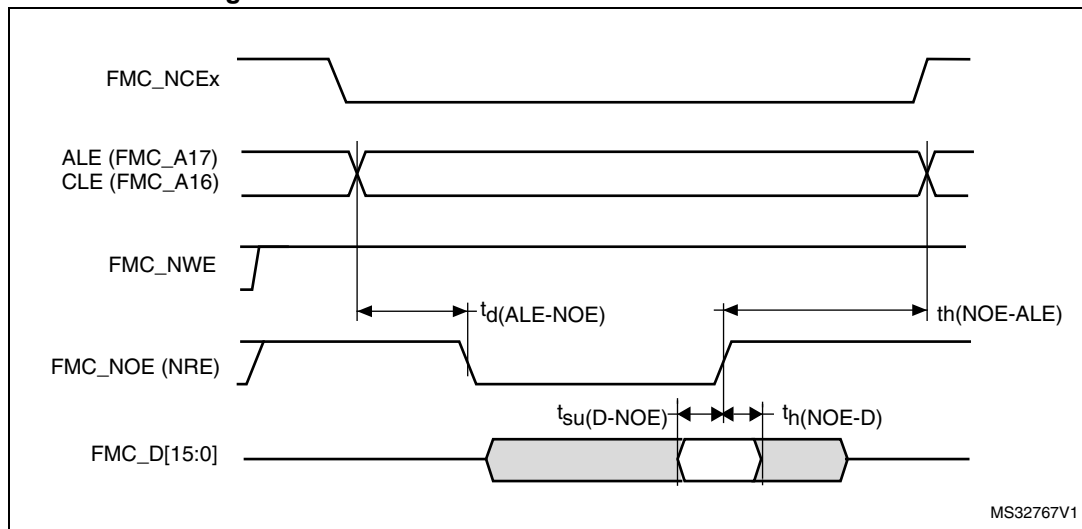 FMC_NCEx
ALE (FMC_A17)
CLE (FMC_A16)
FMC_NWE
td(ALE-NOE)
th(NOE-ALE)
FMC_NOE (NRE)
tsu(D-NOE)
th(NOE-D)
FMC_D[15:0]
MS32767V1